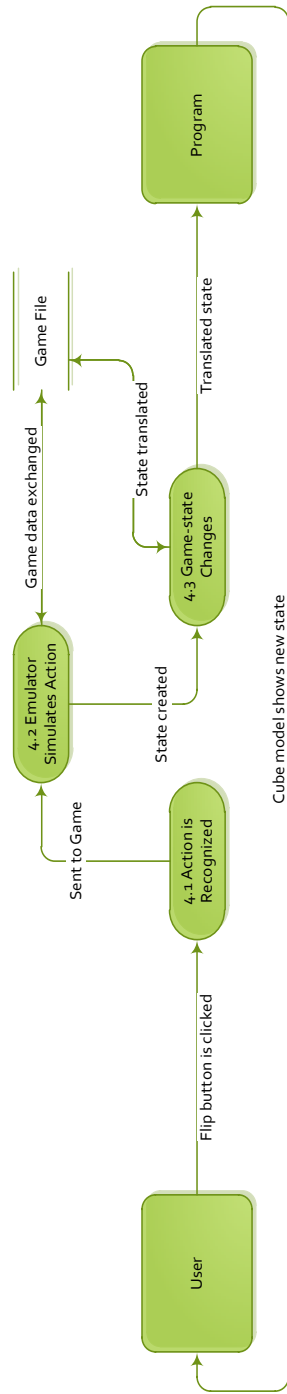 User
Flip button is clicked
4.1 Action is
Recognized
Sent to Game
4.2 Emulator
Simulates Action
Game data exchanged
Game File
State created
State translated
4.3 Game-state
Changes
Translated state
Program
Cube model shows new state